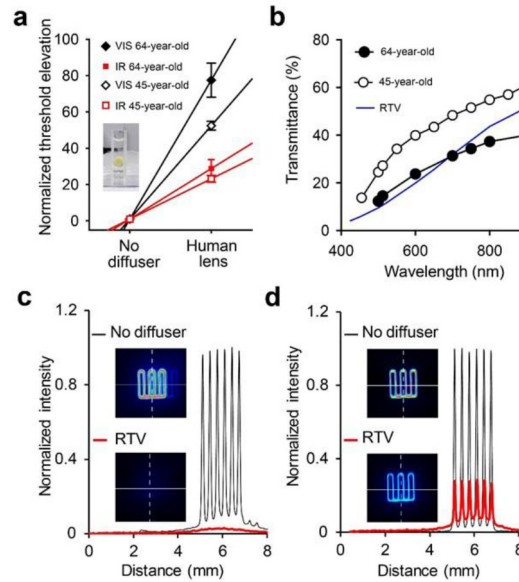 a
Normalized threshold elevation
100
80
60
40
20
0
VIS 64-year-old
IR 64-year-old
VIS 45-year-old
IR 45-year-old
No diffuser
Human lens
b
Transmittance (%)
80
60
40
20
0
64-year-old
45-year-old
RTV
400
600
800
Wavelength (nm)
c
Normalized intensity
1.2
0.8
0.4
0
No diffuser
RTV
0
2
4
6
8
Distance (mm)
d
Normalized intensity
1.2
0.8
0.4
0
No diffuser
RTV
0
2
4
6
8
Distance (mm)